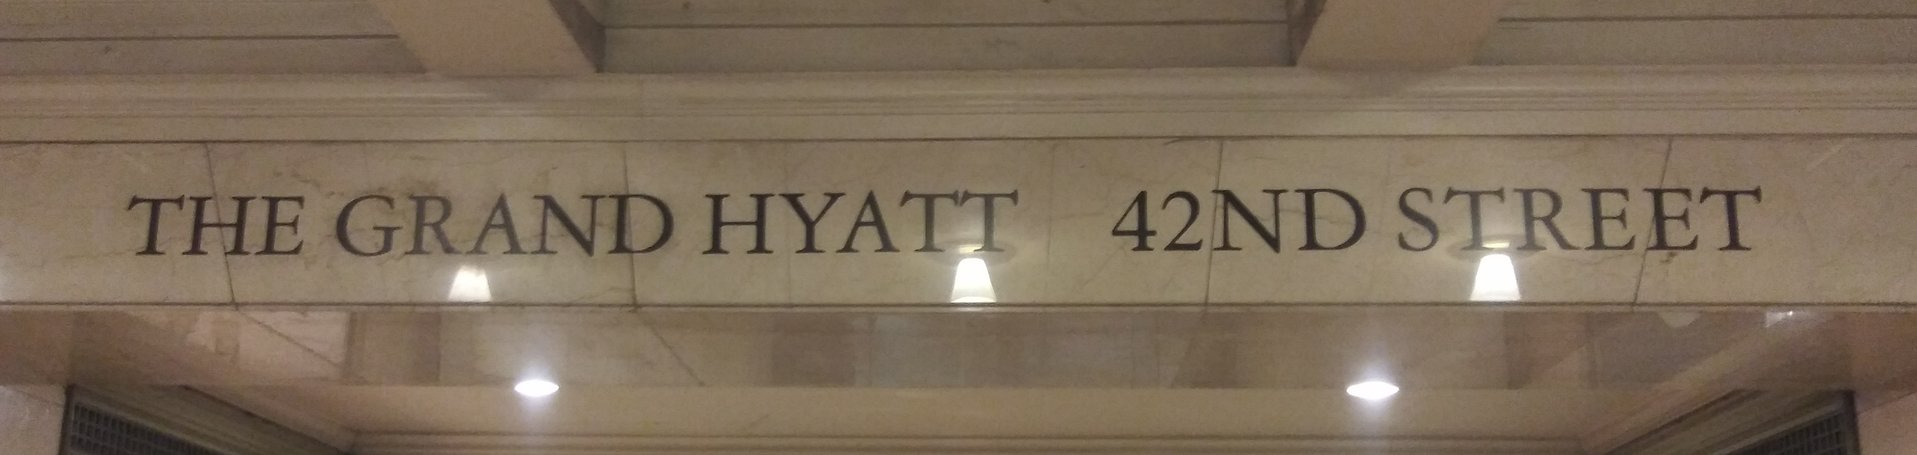 THE GRAND HYATT 42ND STREET